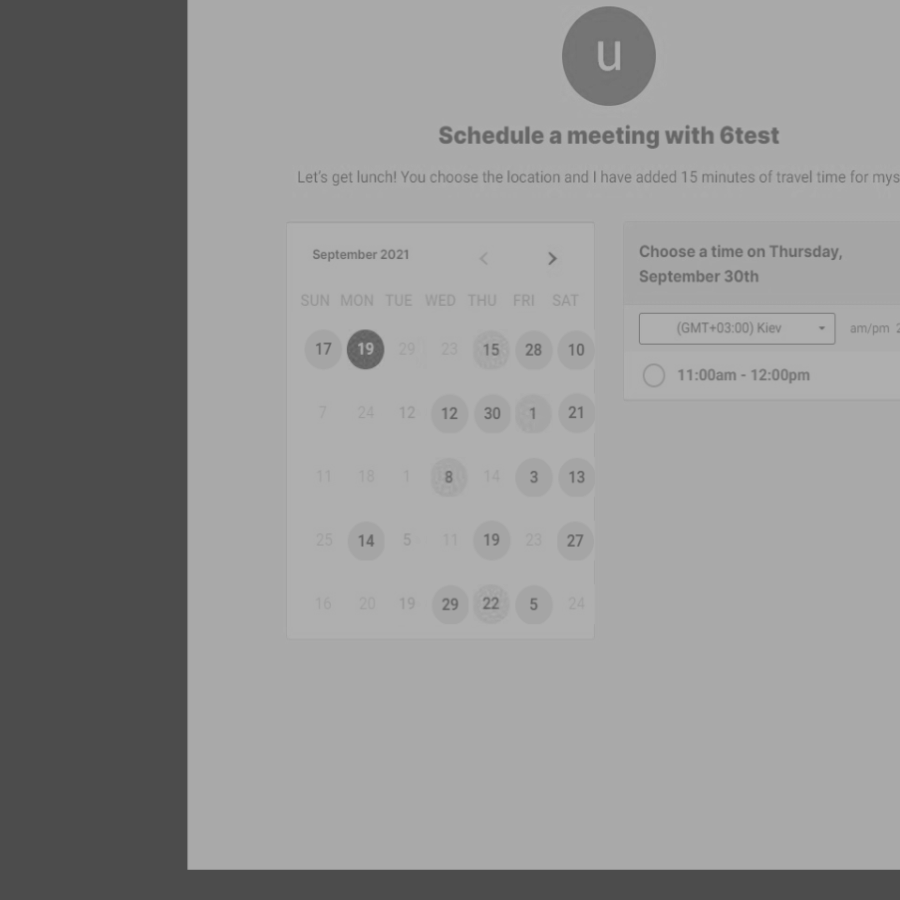 u
Schedule a meeting with 6test
Let's get lunch! You choose the location and I have added 15 minutes of travel time for mys
September 2021
SUN MON TUE WED THU FRI SAT
17 19 29 23 15 28 10
7 24 12 12 30 1 21
11 18 1 8 14 3 13
25 14 5 11 19 23 27
16 20 19 29 22 5 24
Choose a time on Thursday,
September 30th
(GMT+03:00) Kiev am/pm 2
11:00am - 12:00pm